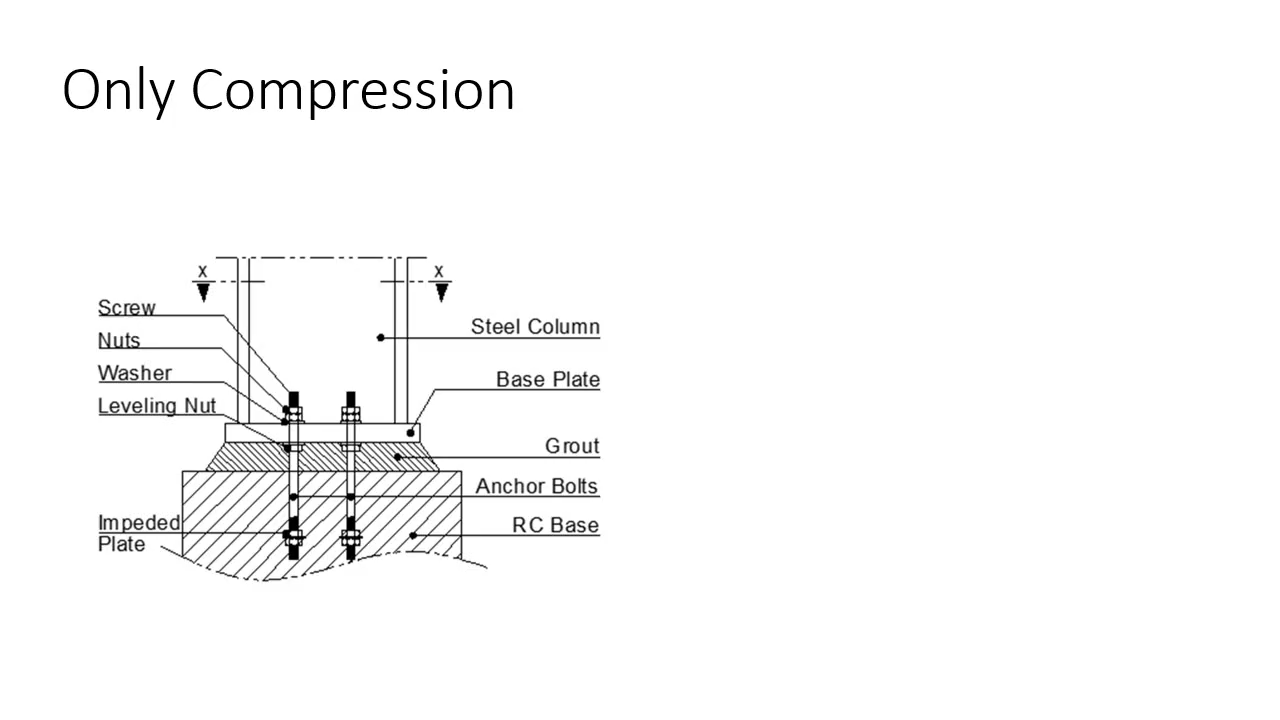 Only Compression
x
x
Screw
Nuts
Washer
Leveling Nut
Impeded
Plate
Steel Column
Base Plate
Grout
Anchor Bolts
RC Base